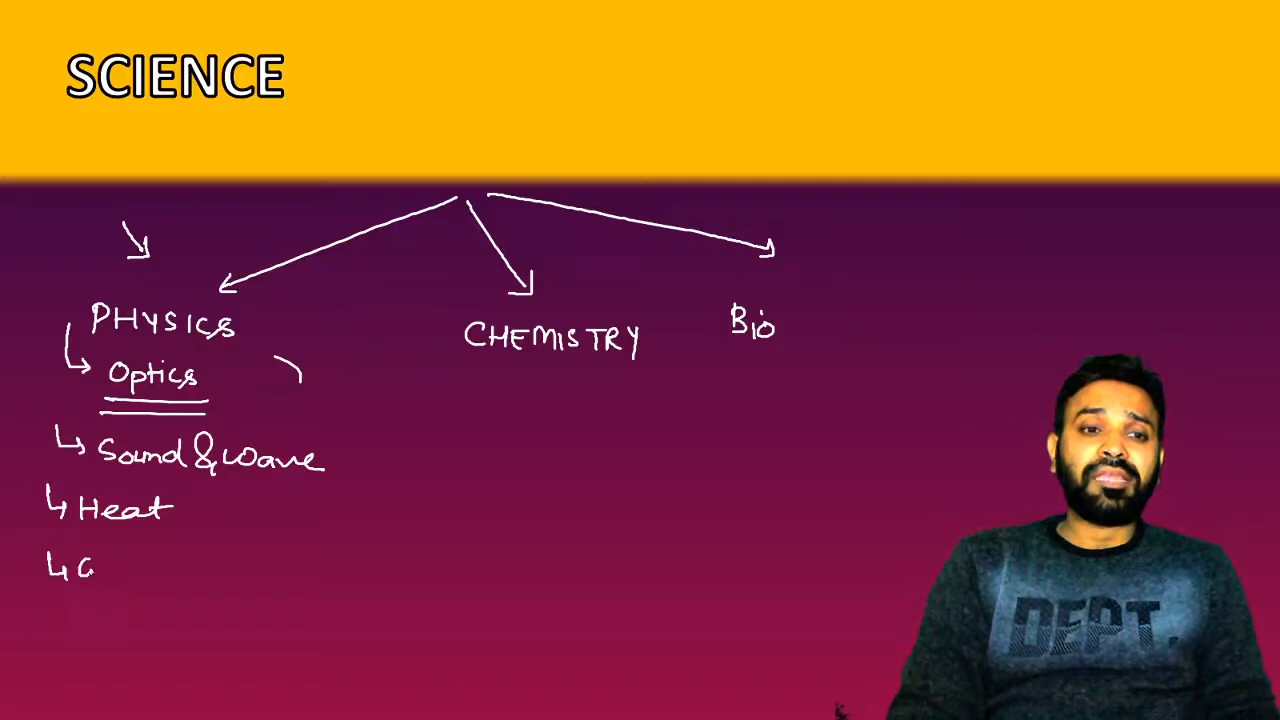 SCIENCE
PHYSICS
CHEMISTRY
Bio
Optics
Sound & Wave
Heat
G
DEPT.